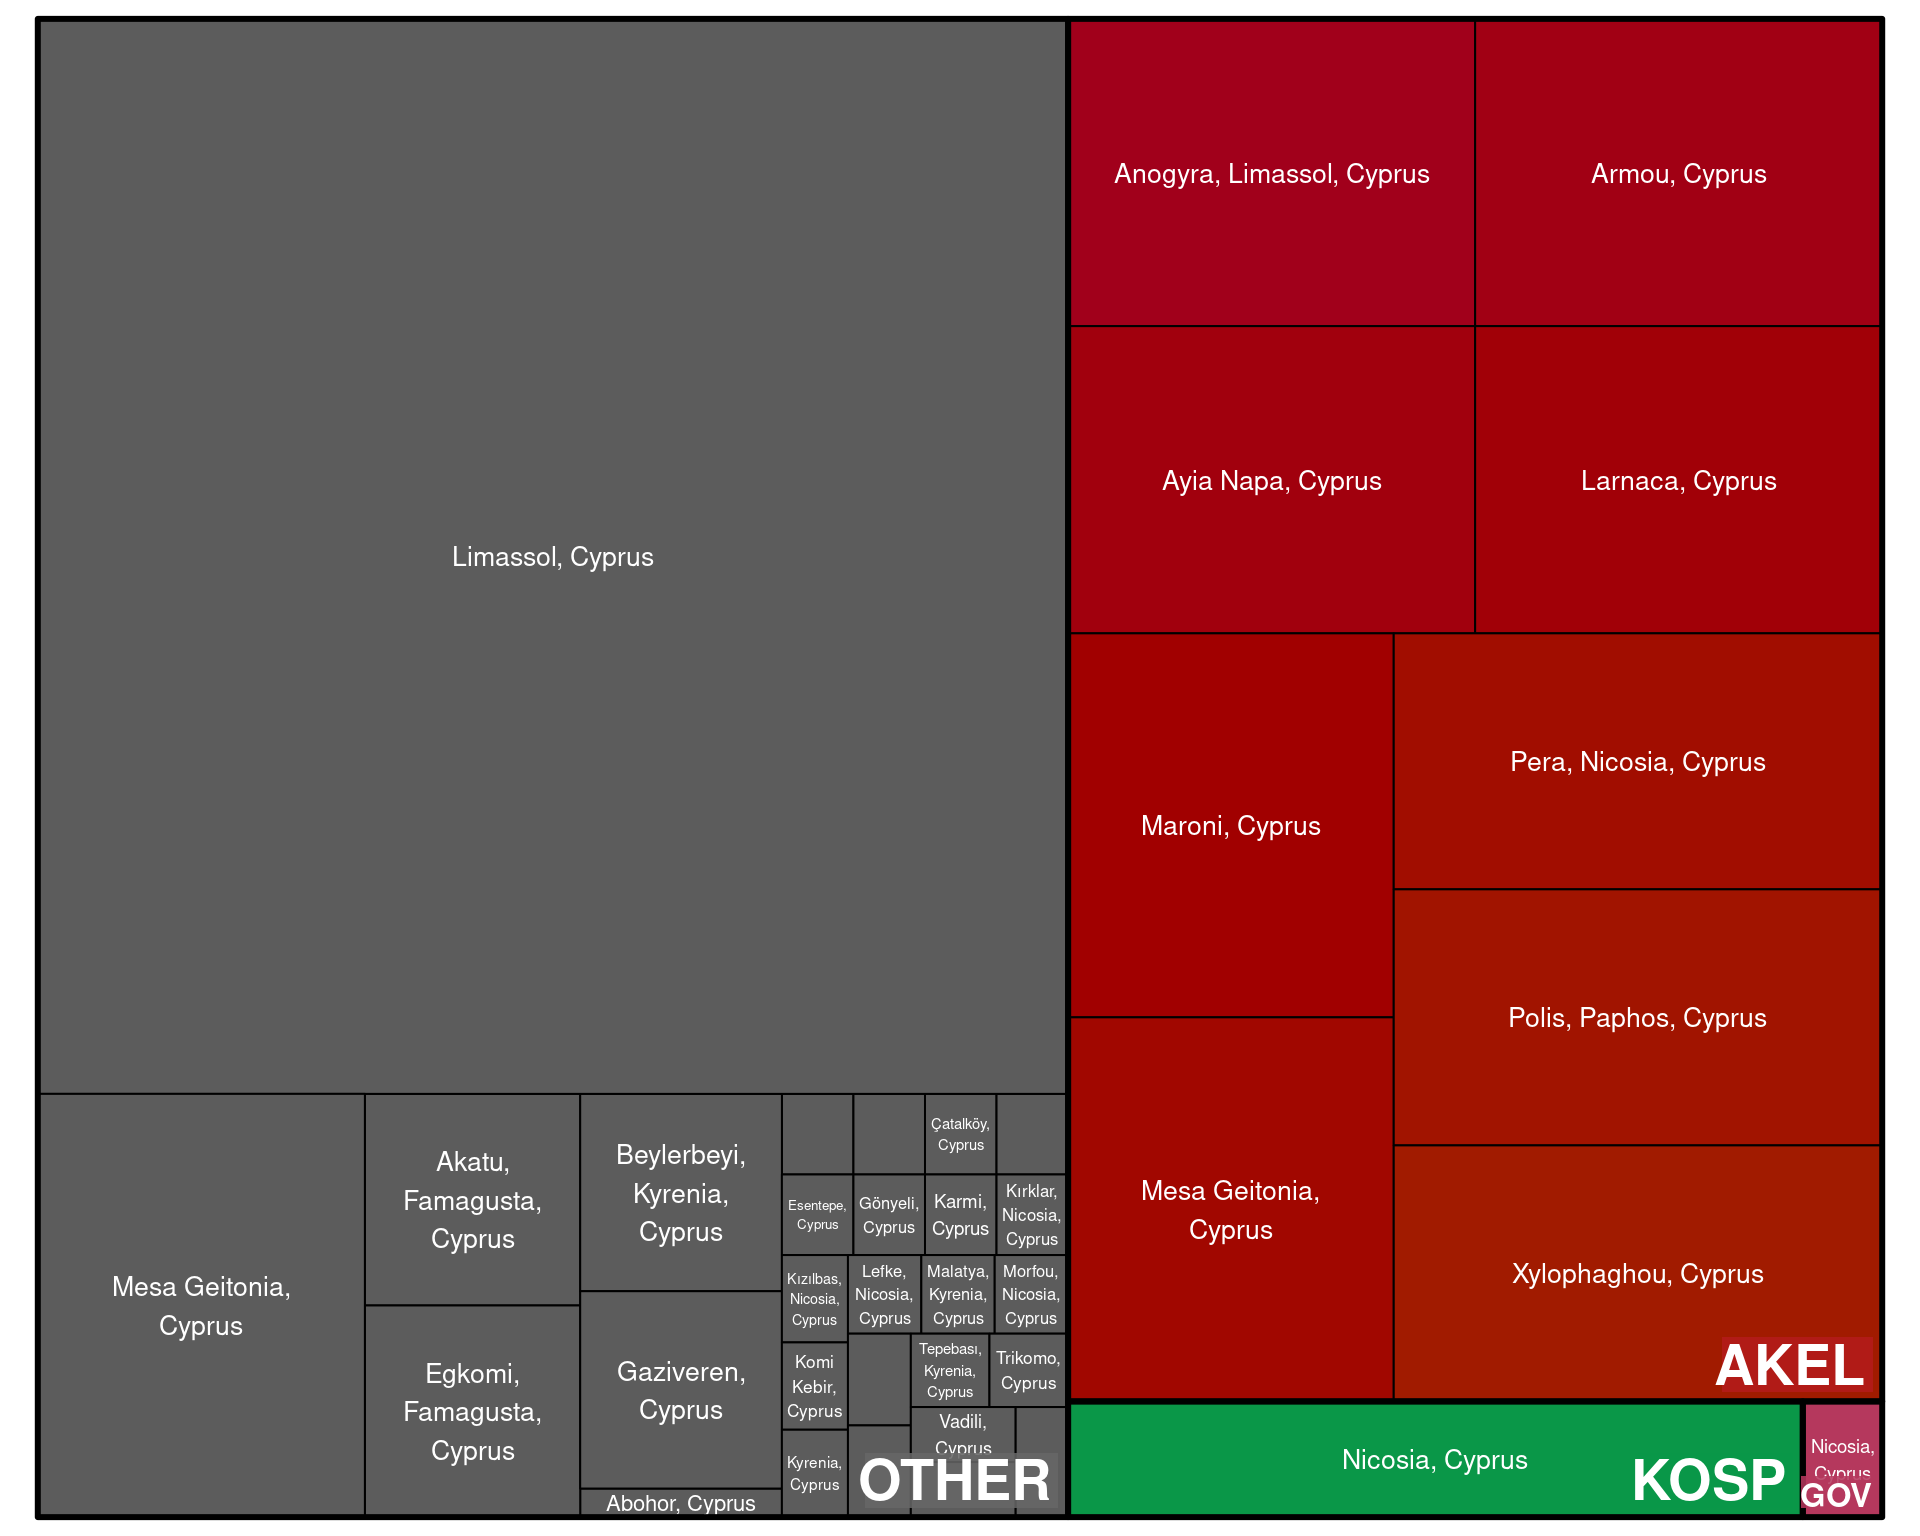 Limassol, Cyprus
Mesa Geitonia,
Cyprus
Akatu,
Famagusta,
Cyprus
Egkomi,
Famagusta,
Cyprus
Beylerbeyi,
Kyrenia,
Cyprus
Gaziveren,
Cyprus
Abohor, Cyprus
Çatalköy,
Cyprus
Esentepe,
Cyprus
Gönyeli,
Cyprus
Karmi,
Cyprus
Kırklar,
Nicosia,
Cyprus
Kızılbas,
Nicosia,
Cyprus
Komi
Kebir,
Cyprus
Kyrenia,
Cyprus
Lefke,
Nicosia,
Cyprus
Malatya,
Kyrenia,
Cyprus
Morfou,
Nicosia,
Cyprus
Tepebası,
Kyrenia,
Cyprus
Trikomo,
Cyprus
Vadili,
Cyprus
OTHER
Anogyra, Limassol, Cyprus
Armou, Cyprus
Ayia Napa, Cyprus
Larnaca, Cyprus
Maroni, Cyprus
Mesa Geitonia,
Cyprus
Pera, Nicosia, Cyprus
Polis, Paphos, Cyprus
Xylophaghou, Cyprus
AKEL
Nicosia, Cyprus
KOSP
Nicosia,
Cyprus
GOV